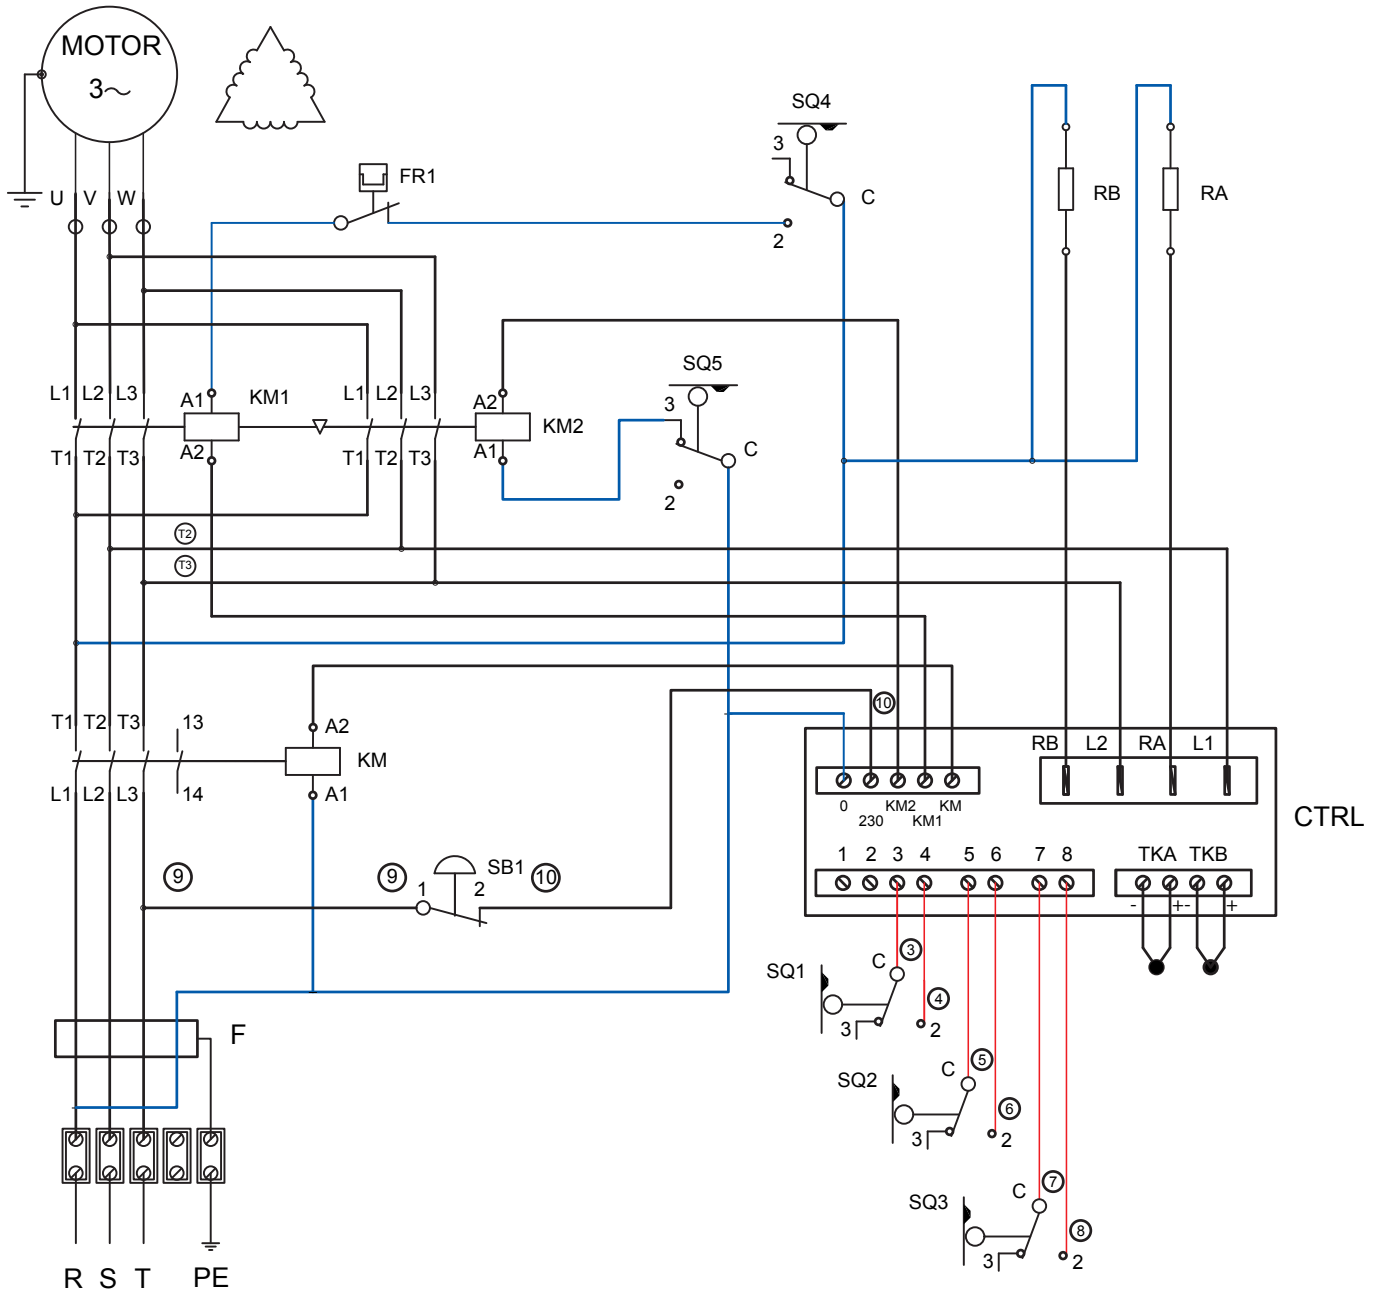 MOTOR
3~
SQ4
3
FR1
C
RB
RA
U V W
2
SQ5
L1 L2 L3
A1
KM1
L1 L2 L3
A2
3
KM2
C
T1 T2 T3
A2
T1 T2 T3
A1
2
T2
T3
10
T1 T2 T3 13
A2
RB L2 RA L1
KM
L1 L2 L3 14
A1
0 230 KM2 KM1 KM
CTRL
1 2 3 4 5 6 7 8
TKA TKB
- +- +
9
9
1
SB1
2
10
3
C
SQ1
4
3
2
5
C
SQ2
6
3
2
F
7
C
SQ3
8
3
2
R S T PE